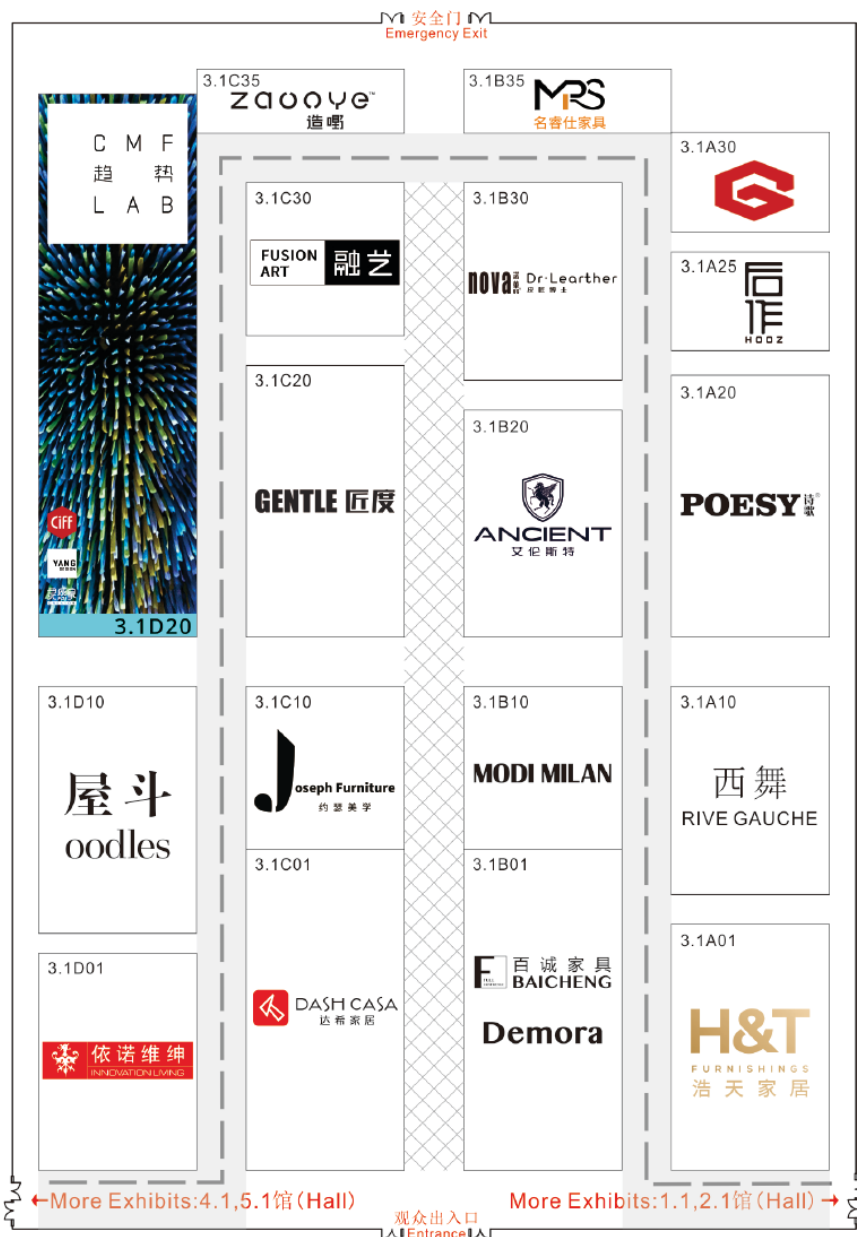 安全门
Emergency Exit
3.1C35
zaooye™
造嘢
3.1B35
MRS
名睿仕家具
CMF
趋势
LAB
Ciff
YANG
3.1D20
3.1C30
FUSION
ART
融艺
3.1B30
nova
Dr·Learther
皮匠博士
3.1A30
3.1A25
后作
HOOZ
3.1C20
GENTLE 匠度
3.1B20
ANCIENT
艾伦斯特
3.1A20
POESY 诗歌®
3.1D10
屋斗
oodles
3.1C10
Joseph Furniture
约瑟美学
3.1B10
MODI MILAN
3.1A10
西舞
RIVE GAUCHE
3.1D01
依诺维绅
INNOVATION LIVING
3.1C01
DASH CASA
达希家居
3.1B01
百诚家具
BAICHENG
Demora
3.1A01
H&T
FURNISHINGS
浩天家居
←More Exhibits:4.1,5.1馆(Hall)
More Exhibits:1.1,2.1馆(Hall)→
观众出入口
Entrance